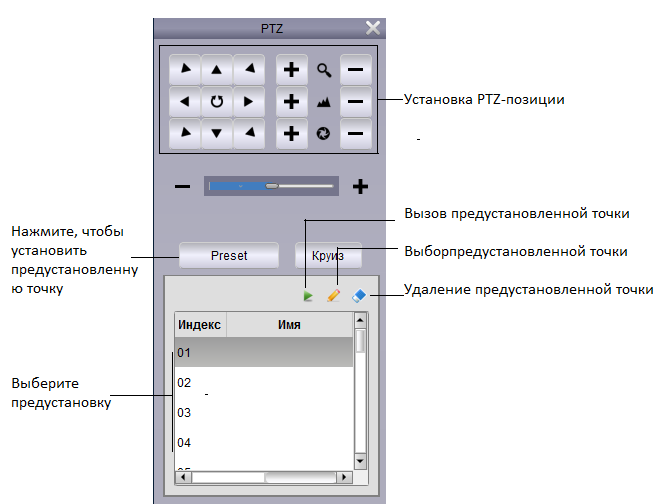 PTZ
Установка PTZ-позиции
-
Вызов предустановленной точки
Нажмите, чтобы
установить
предустановленну
ю точку
Preset
Круиз
Выборпредустановленной точки
Удаление предустановленной точки
Индекс
Имя
01
02
-
03
04
05
Выберите
предустановку